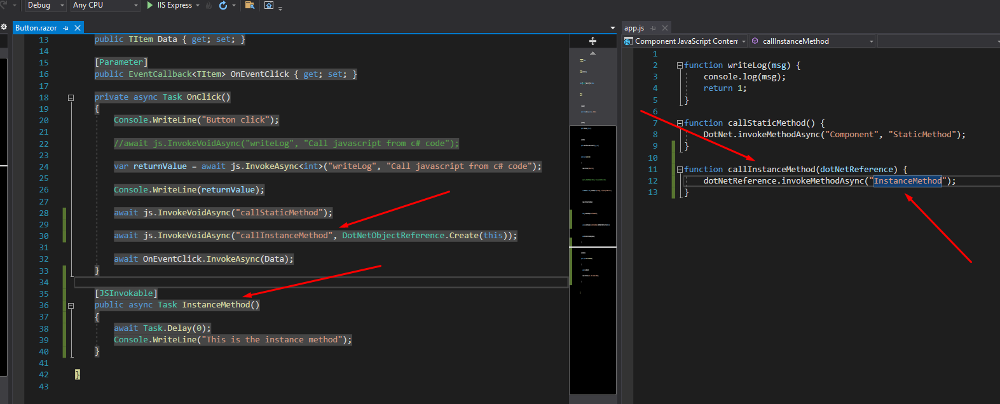 Debug Any CPU IIS Express
Button.razor
13 public TItem Data { get; set; }
14
15 [Parameter]
16 public EventCallback<TItem> OnEventClick { get; set; }
17
18 private async Task OnClick()
19 {
20 Console.WriteLine("Button click");
21
22 //await js.InvokeVoidAsync("writeLog", "Call javascript from c# code");
23
24 var returnValue = await js.InvokeAsync<int>("writeLog", "Call javascript from c# code");
25
26 Console.WriteLine(returnValue);
27
28 await js.InvokeVoidAsync("callStaticMethod");
29
30 await js.InvokeVoidAsync("callInstanceMethod", DotNetObjectReference.Create(this));
31
32 await OnEventClick.InvokeAsync(Data);
33 }
34
35 [JSInvokable]
36 public async Task InstanceMethod()
37 {
38 await Task.Delay(0);
39 Console.WriteLine("This is the instance method");
40 }
41
42 }
43
app.js
Component JavaScript Conten callInstanceMethod
1
2 function writeLog(msg) {
3 console.log(msg);
4 return 1;
5 }
6
7 function callStaticMethod() {
8 DotNet.invokeMethodAsync("Component", "StaticMethod");
9 }
10
11 function callInstanceMethod(dotNetReference) {
12 dotNetReference.invokeMethodAsync("InstanceMethod");
13 }